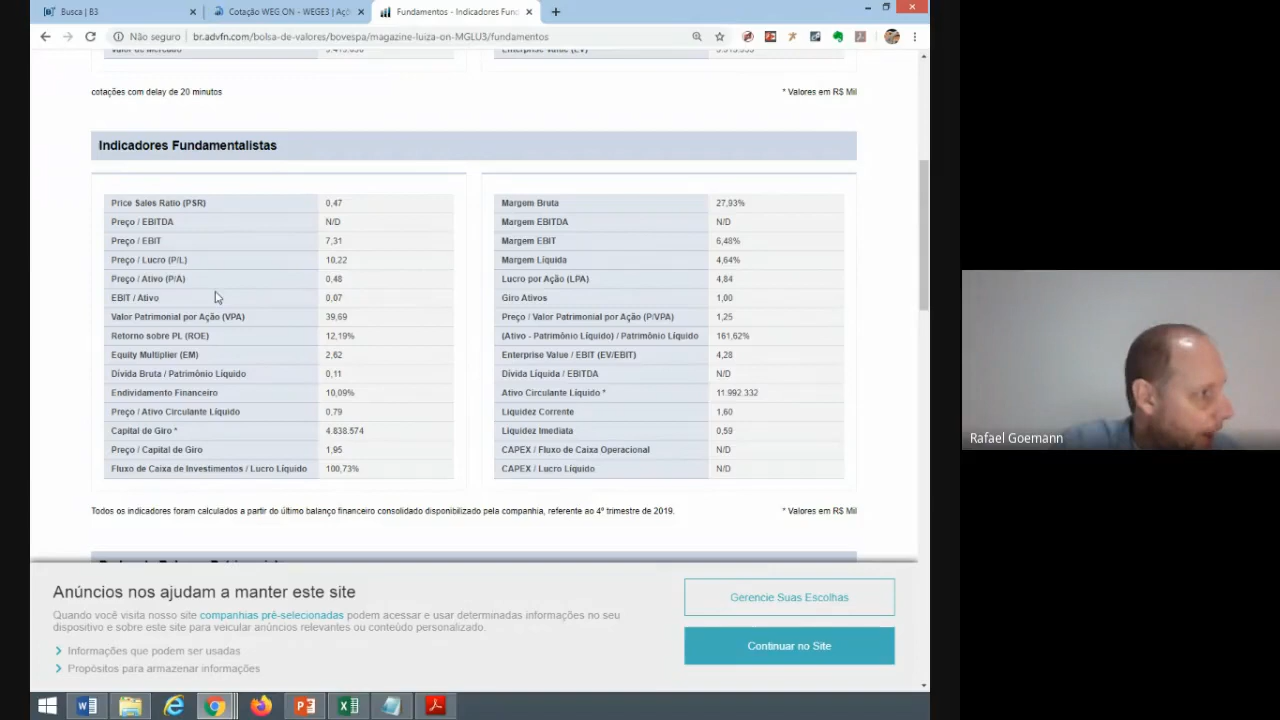 Busca | B3
Cotação WEG ON - WEGE3 | Açõ
Fundamentos - Indicadores Fund
Não seguro
br.advfn.com/bolsa-de-valores/bovespa/magazine-luiza-on-MGLU3/fundamentos
Valor de Mercado
Enterprise Value (EV)
cotações com delay de 20 minutos
* Valores em R$ Mil
Indicadores Fundamentalistas
Price Sales Ratio (PSR) 0,47
Preço / EBITDA N/D
Preço / EBIT 7,31
Preço / Lucro (P/L) 10,22
Preço / Ativo (P/A) 0,48
EBIT / Ativo 0,07
Valor Patrimonial por Ação (VPA) 39,69
Retorno sobre PL (ROE) 12,19%
Equity Multiplier (EM) 2,62
Dívida Bruta / Patrimônio Líquido 0,11
Endividamento Financeiro 10,09%
Preço / Ativo Circulante Líquido 0,79
Capital de Giro * 4.838.574
Preço / Capital de Giro 1,95
Fluxo de Caixa de Investimentos / Lucro Líquido 100,73%
Margem Bruta 27,93%
Margem EBITDA N/D
Margem EBIT 6,48%
Margem Líquida 4,64%
Lucro por Ação (LPA) 4,84
Giro Ativos 1,00
Preço / Valor Patrimonial por Ação (P/VPA) 1,25
(Ativo - Patrimônio Líquido) / Patrimônio Líquido 161,62%
Enterprise Value / EBIT (EV/EBIT) 4,28
Dívida Líquida / EBITDA N/D
Ativo Circulante Líquido * 11.992.332
Liquidez Corrente 1,60
Liquidez Imediata 0,59
CAPEX / Fluxo de Caixa Operacional N/D
CAPEX / Lucro Líquido N/D
Todos os indicadores foram calculados a partir do último balanço financeiro consolidado disponibilizado pela companhia, referente ao 4º trimestre de 2019.
* Valores em R$ Mil
Anúncios nos ajudam a manter este site
Quando você visita nosso site companhias pré-selecionadas podem acessar e usar determinadas informações no seu
dispositivo e sobre este site para veicular anúncios relevantes ou conteúdo personalizado.
Informações que podem ser usadas
Propósitos para armazenar informações
Gerencie Suas Escolhas
Continuar no Site
Rafael Goemann